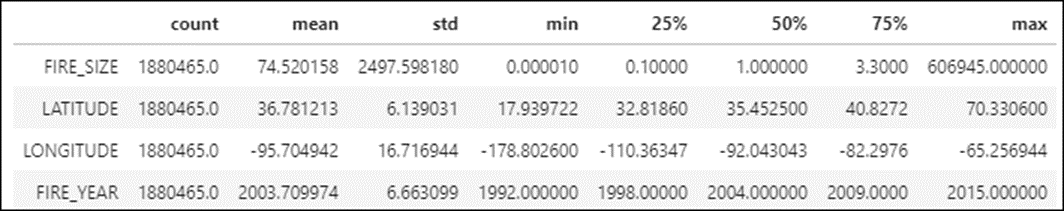 count mean std min 25% 50% 75% max
FIRE_SIZE 1880465.0 74.520158 2497.598180 0.000010 0.10000 1.000000 3.3000 606945.000000
LATITUDE 1880465.0 36.781213 6.139031 17.939722 32.81860 35.452500 40.8272 70.330600
LONGITUDE 1880465.0 -95.704942 16.716944 -178.802600 -110.36347 -92.043043 -82.2976 -65.256944
FIRE_YEAR 1880465.0 2003.709974 6.663099 1992.000000 1998.00000 2004.000000 2009.0000 2015.000000